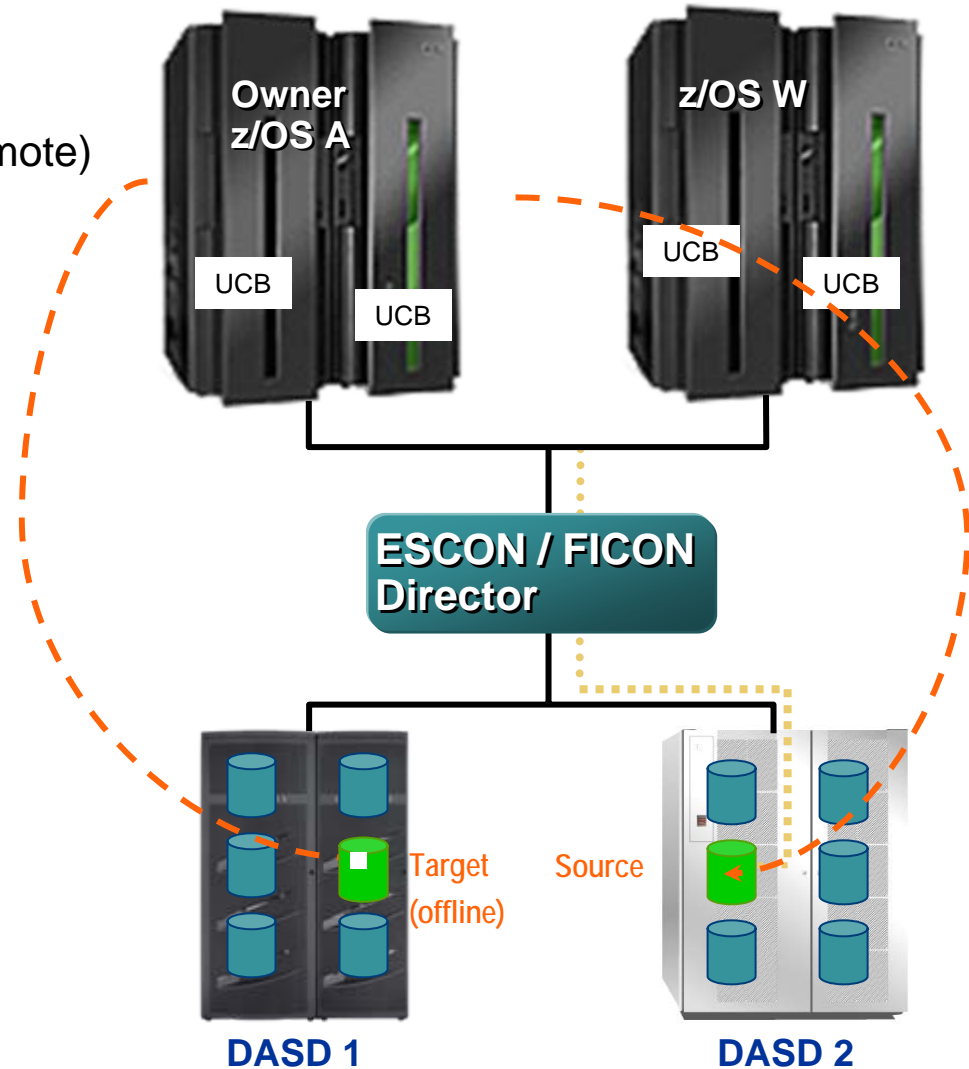 Owner
z/OS A
z/OS W
mote)
UCB
UCB
UCB
UCB
ESCON / FICON
Director
Target
(offline)
Source
DASD 1
DASD 2